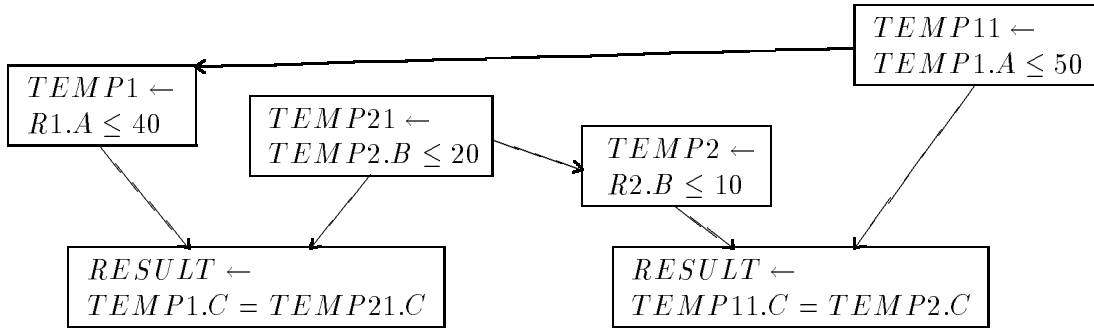 TEMP11 ←
TEMP1.A ≤ 50
TEMP1 ←
R1.A ≤ 40
TEMP21 ←
TEMP2.B ≤ 20
TEMP2 ←
R2.B ≤ 10
RESULT ←
TEMP1.C = TEMP21.C
RESULT ←
TEMP11.C = TEMP2.C